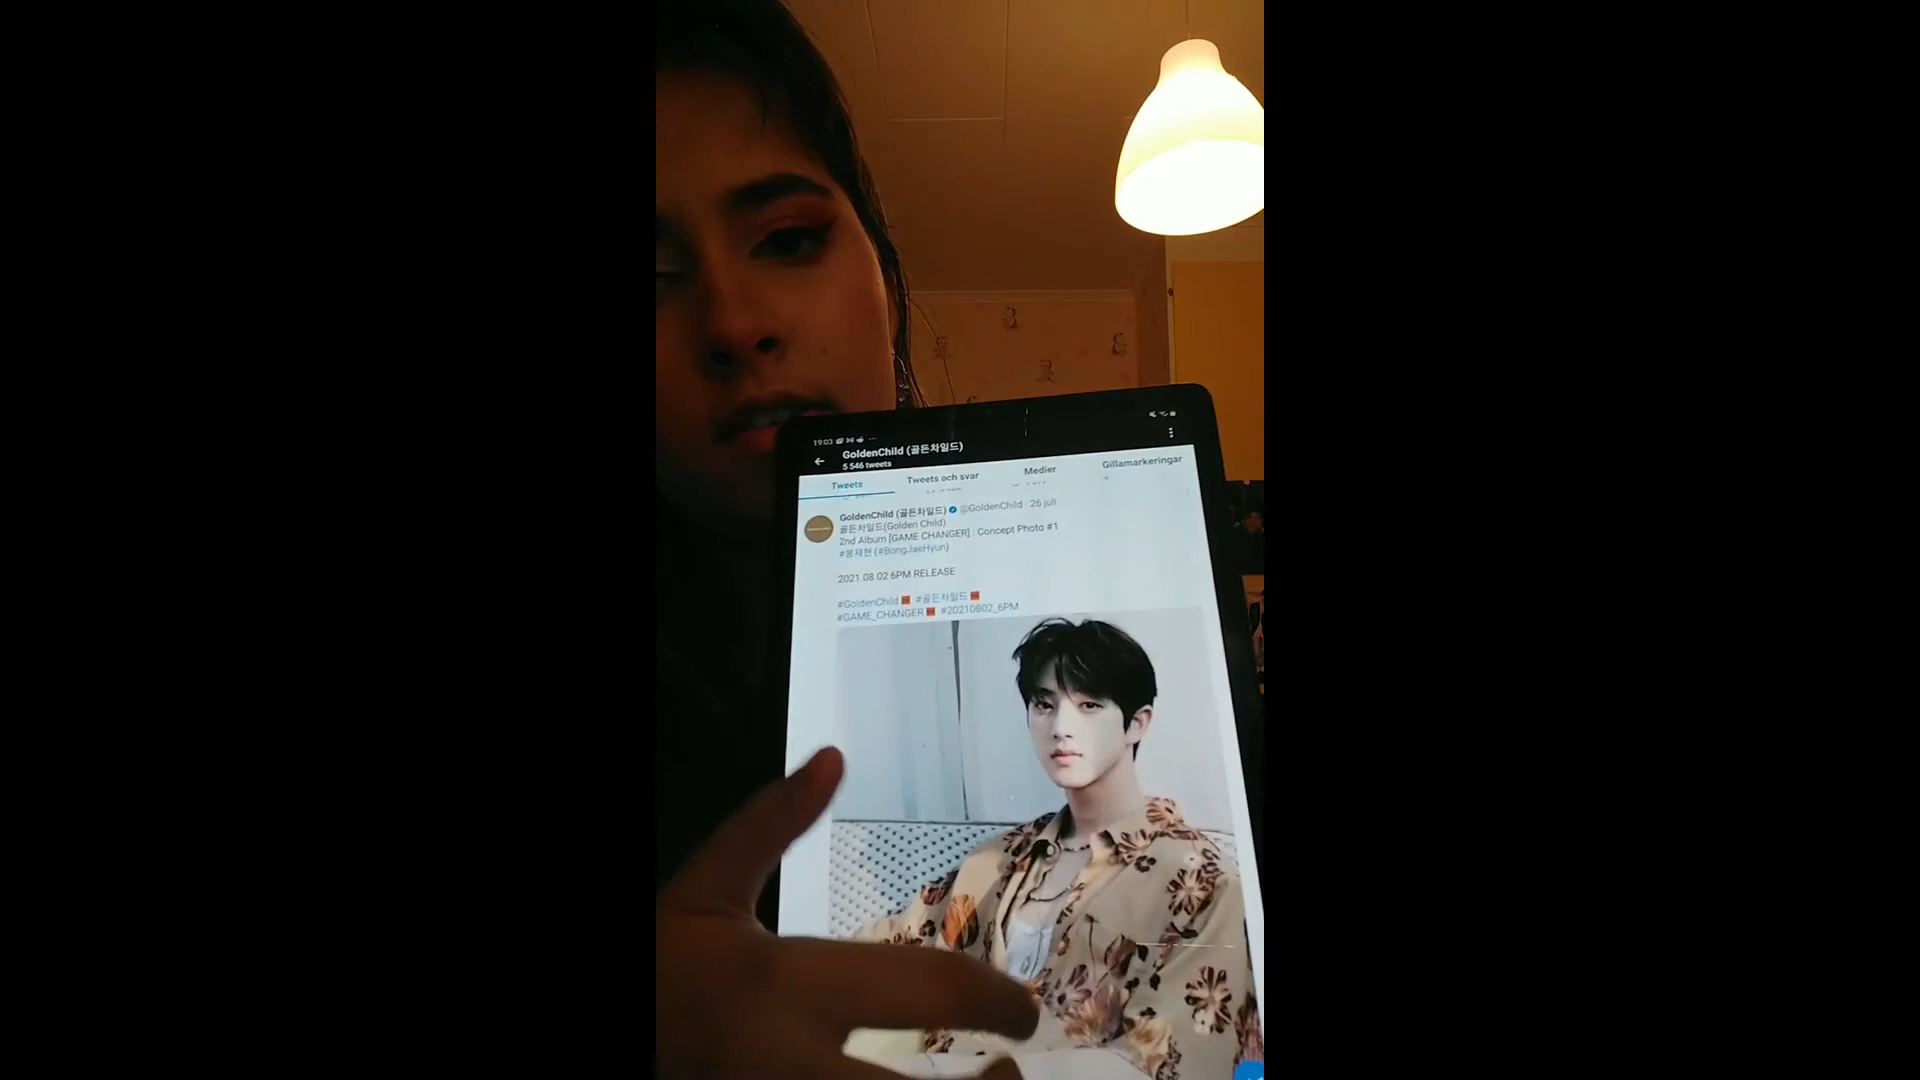 19:03
GoldenChild (골든차일드)
5 546 tweets
Tweets
Tweets och svar
Medier
Gillamarkeringar
GoldenChild (골든차일드) @GoldenChild · 26 juli
골든차일드(Golden Child)
2nd Album [GAME CHANGER] : Concept Photo #1
#봉재현 (#BongJaeHyun)
2021.08.02 6PM RELEASE
#GoldenChild #골든차일드
#GAME_CHANGER #20210802_6PM